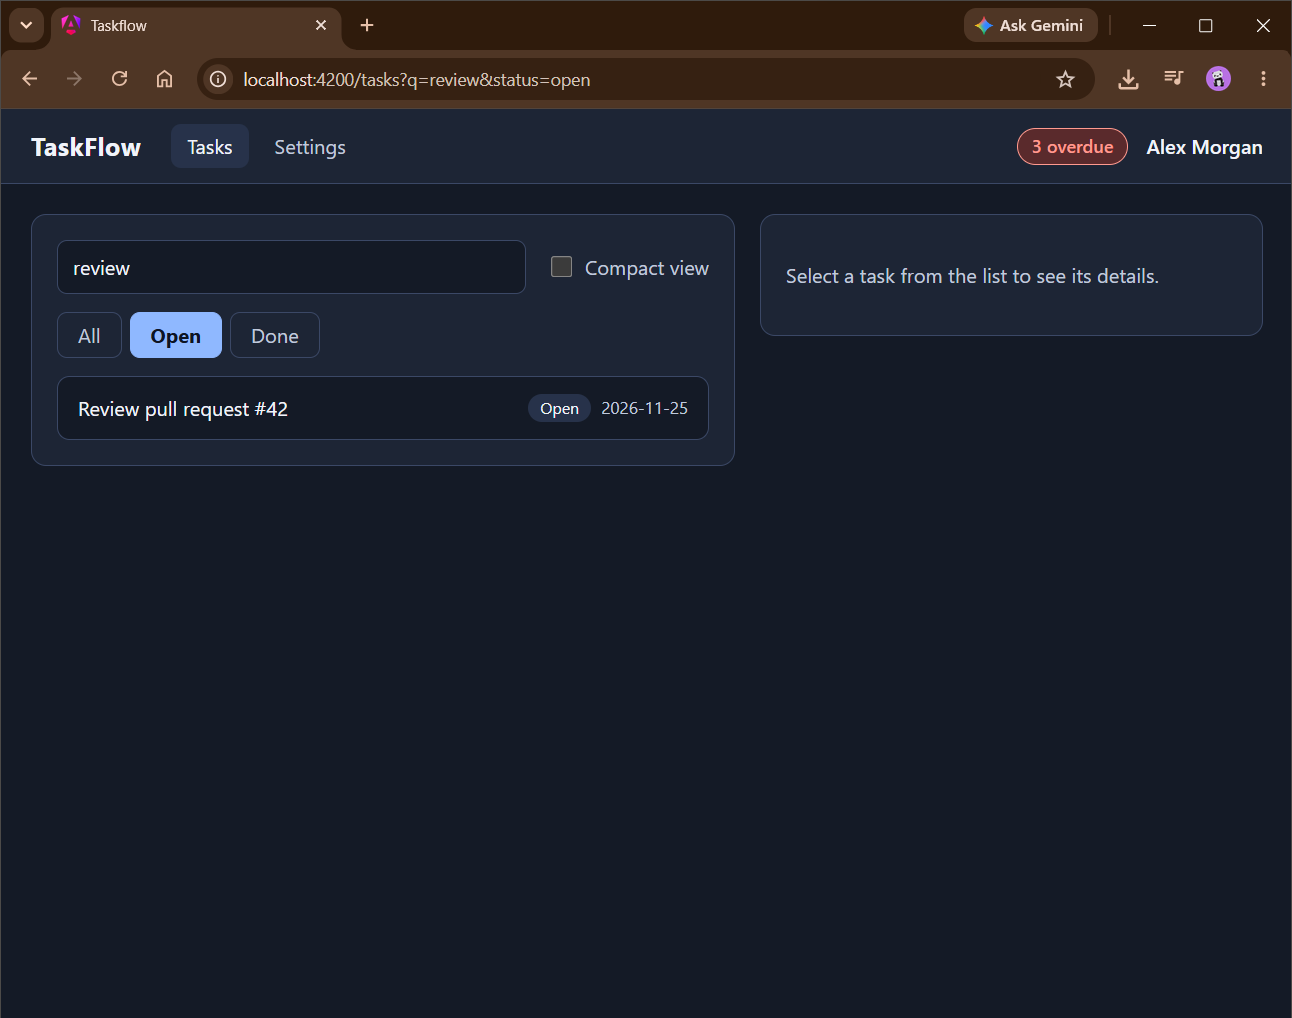 Taskflow
Ask Gemini
localhost:4200/tasks?q=review&status=open
TaskFlow Tasks Settings 3 overdue Alex Morgan
review Compact view
All Open Done
Review pull request #42 Open 2026-11-25
Select a task from the list to see its details.